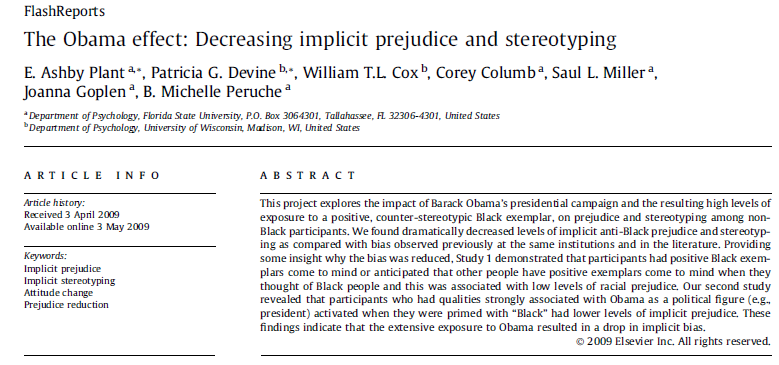 FlashReports
The Obama effect: Decreasing implicit prejudice and stereotyping
E. Ashby Plant a,*, Patricia G. Devine b,*, William T.L. Cox b, Corey Columb a, Saul L. Miller a,
Joanna Goplen a, B. Michelle Peruche a
a Department of Psychology, Florida State University, P.O. Box 3064301, Tallahassee, FL 32306-4301, United States
b Department of Psychology, University of Wisconsin, Madison, WI, United States
ARTICLE INFO
Article history:
Received 3 April 2009
Available online 3 May 2009
Keywords:
Implicit prejudice
Implicit stereotyping
Attitude change
Prejudice reduction
ABSTRACT
This project explores the impact of Barack Obama's presidential campaign and the resulting high levels of
exposure to a positive, counter-stereotypic Black exemplar, on prejudice and stereotyping among non-
Black participants. We found dramatically decreased levels of implicit anti-Black prejudice and stereotyp-
ing as compared with bias observed previously at the same institutions and in the literature. Providing
some insight why the bias was reduced, Study 1 demonstrated that participants had positive Black exem-
plars come to mind or anticipated that other people have positive exemplars come to mind when they
thought of Black people and this was associated with low levels of racial prejudice. Our second study
revealed that participants who had qualities strongly associated with Obama as a political figure (e.g.,
president) activated when they were primed with "Black" had lower levels of implicit prejudice. These
findings indicate that the extensive exposure to Obama resulted in a drop in implicit bias.
© 2009 Elsevier Inc. All rights reserved.